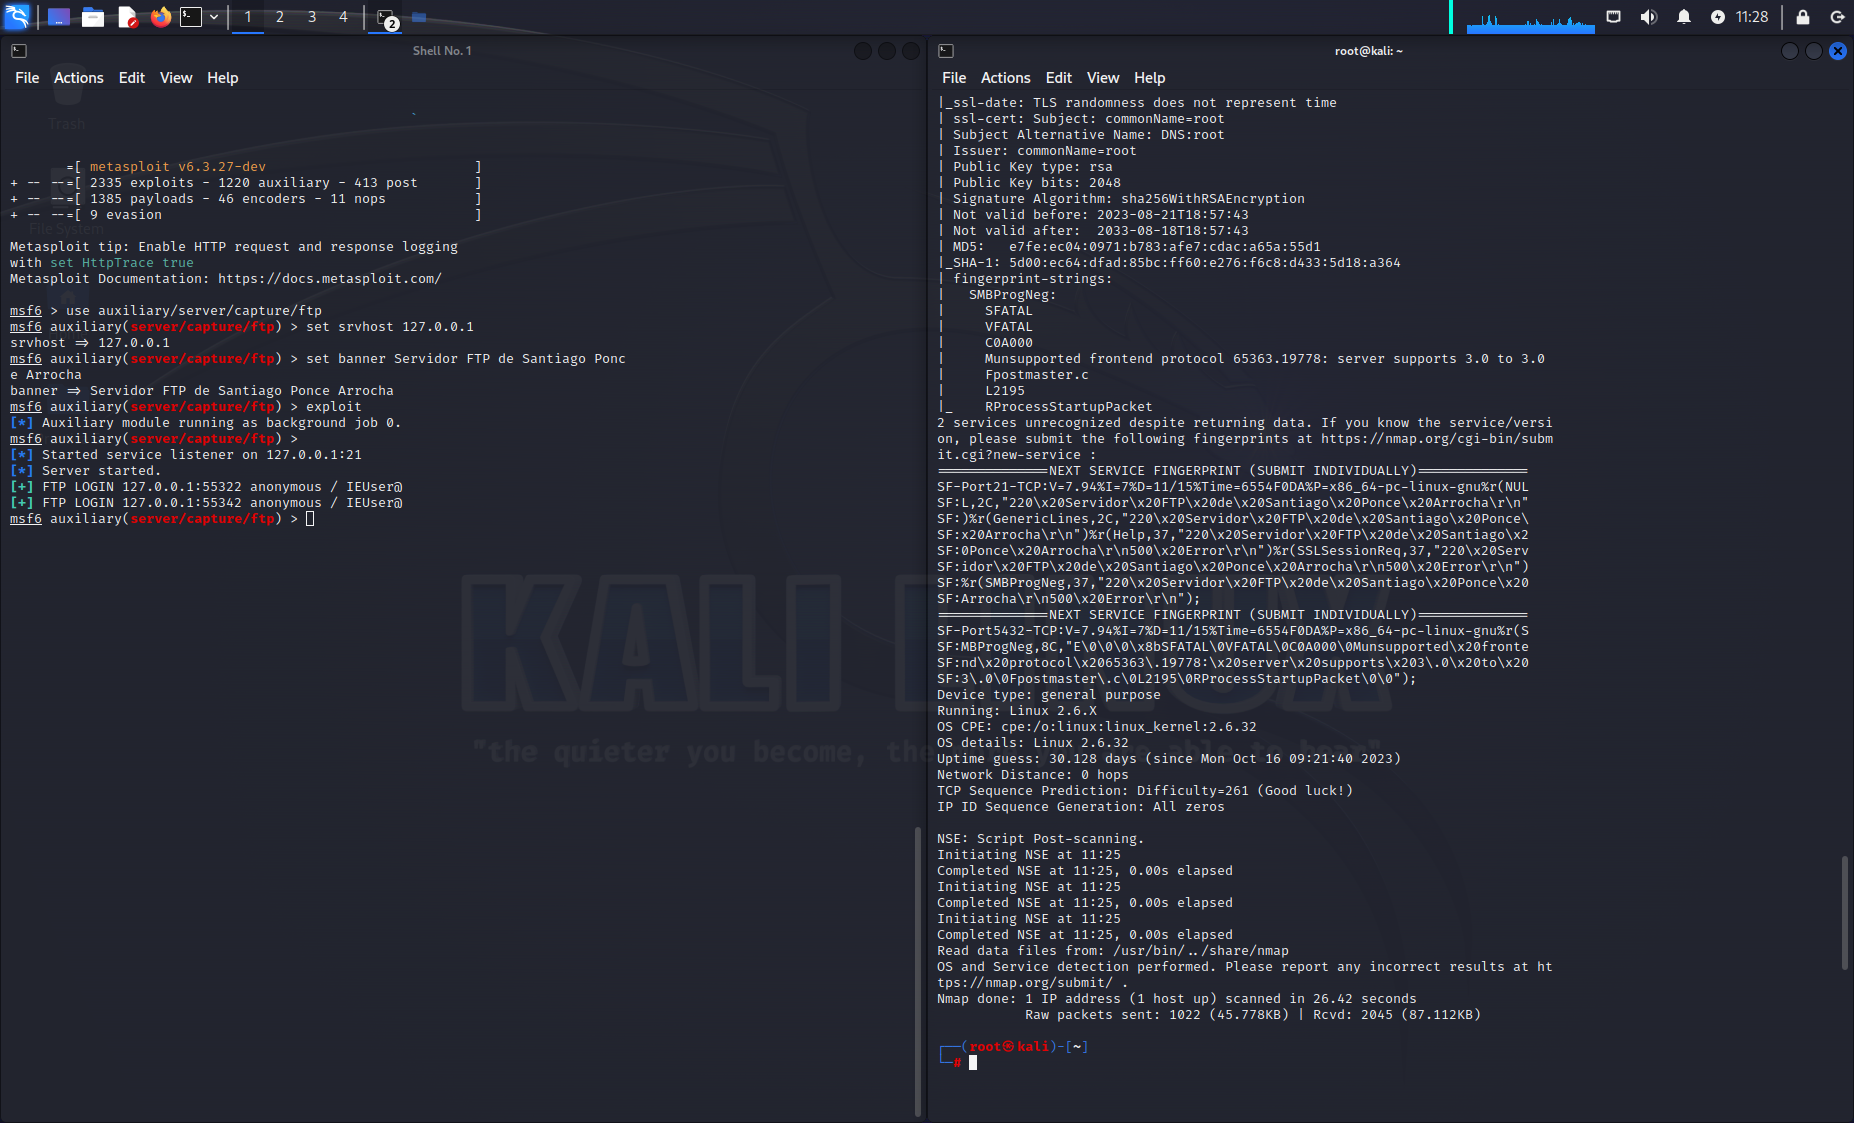 1 2 3 4 2 11:28
Shell No. 1
File Actions Edit View Help
Trash
File System
`
=[ metasploit v6.3.27-dev ]
+ -- --=[ 2335 exploits - 1220 auxiliary - 413 post ]
+ -- --=[ 1385 payloads - 46 encoders - 11 nops ]
+ -- --=[ 9 evasion ]
Metasploit tip: Enable HTTP request and response logging
with set HttpTrace true
Metasploit Documentation: https://docs.metasploit.com/
msf6 > use auxiliary/server/capture/ftp
msf6 auxiliary(server/capture/ftp) > set srvhost 127.0.0.1
srvhost => 127.0.0.1
msf6 auxiliary(server/capture/ftp) > set banner Servidor FTP de Santiago Ponc
e Arrocha
banner => Servidor FTP de Santiago Ponce Arrocha
msf6 auxiliary(server/capture/ftp) > exploit
[*] Auxiliary module running as background job 0.
msf6 auxiliary(server/capture/ftp) >
[*] Started service listener on 127.0.0.1:21
[*] Server started.
[+] FTP LOGIN 127.0.0.1:55322 anonymous / IEUser@
[+] FTP LOGIN 127.0.0.1:55342 anonymous / IEUser@
msf6 auxiliary(server/capture/ftp) >
KALI LINUX
"the quieter you become, the more you are able to hear"
root@kali: ~
File Actions Edit View Help
|_ssl-date: TLS randomness does not represent time
| ssl-cert: Subject: commonName=root
| Subject Alternative Name: DNS:root
| Issuer: commonName=root
| Public Key type: rsa
| Public Key bits: 2048
| Signature Algorithm: sha256WithRSAEncryption
| Not valid before: 2023-08-21T18:57:43
| Not valid after:  2033-08-18T18:57:43
| MD5:   e7fe:ec04:0971:b783:afe7:cdac:a65a:55d1
|_SHA-1: 5d00:ec64:dfad:85bc:ff60:e276:f6c8:d433:5d18:a364
| fingerprint-strings:
|   SMBProgNeg:
|     SFATAL
|     VFATAL
|     C0A000
|     Munsupported frontend protocol 65363.19778: server supports 3.0 to 3.0
|     Fpostmaster.c
|     L2195
|_    RProcessStartupPacket
2 services unrecognized despite returning data. If you know the service/versi
on, please submit the following fingerprints at https://nmap.org/cgi-bin/subm
it.cgi?new-service :
==============NEXT SERVICE FINGERPRINT (SUBMIT INDIVIDUALLY)==============
SF-Port21-TCP:V=7.94%I=7%D=11/15%Time=6554F0DA%P=x86_64-pc-linux-gnu%r(NUL
SF:L,2C,"220\x20Servidor\x20FTP\x20de\x20Santiago\x20Ponce\x20Arrocha\r\n"
SF:)%r(GenericLines,2C,"220\x20Servidor\x20FTP\x20de\x20Santiago\x20Ponce\
SF:x20Arrocha\r\n")%r(Help,37,"220\x20Servidor\x20FTP\x20de\x20Santiago\x2
SF:0Ponce\x20Arrocha\r\n500\x20Error\r\n")%r(SSLSessionReq,37,"220\x20Serv
SF:idor\x20FTP\x20de\x20Santiago\x20Ponce\x20Arrocha\r\n500\x20Error\r\n")
SF:%r(SMBProgNeg,37,"220\x20Servidor\x20FTP\x20de\x20Santiago\x20Ponce\x20
SF:Arrocha\r\n500\x20Error\r\n");
==============NEXT SERVICE FINGERPRINT (SUBMIT INDIVIDUALLY)==============
SF-Port5432-TCP:V=7.94%I=7%D=11/15%Time=6554F0DA%P=x86_64-pc-linux-gnu%r(S
SF:MBProgNeg,8C,"E\0\0\0\x8bSFATAL\0VFATAL\0C0A000\0Munsupported\x20fronte
SF:nd\x20protocol\x2065363\.19778:\x20server\x20supports\x203\.0\x20to\x20
SF:3\.0\0Fpostmaster\.c\0L2195\0RProcessStartupPacket\0\0");
Device type: general purpose
Running: Linux 2.6.X
OS CPE: cpe:/o:linux:linux_kernel:2.6.32
OS details: Linux 2.6.32
Uptime guess: 30.128 days (since Mon Oct 16 09:21:40 2023)
Network Distance: 0 hops
TCP Sequence Prediction: Difficulty=261 (Good luck!)
IP ID Sequence Generation: All zeros
NSE: Script Post-scanning.
Initiating NSE at 11:25
Completed NSE at 11:25, 0.00s elapsed
Initiating NSE at 11:25
Completed NSE at 11:25, 0.00s elapsed
Initiating NSE at 11:25
Completed NSE at 11:25, 0.00s elapsed
Read data files from: /usr/bin/../share/nmap
OS and Service detection performed. Please report any incorrect results at ht
tps://nmap.org/submit/ .
Nmap done: 1 IP address (1 host up) scanned in 26.42 seconds
Raw packets sent: 1022 (45.778KB) | Rcvd: 2045 (87.112KB)
┌──(root㉿kali)-[~]
└─#